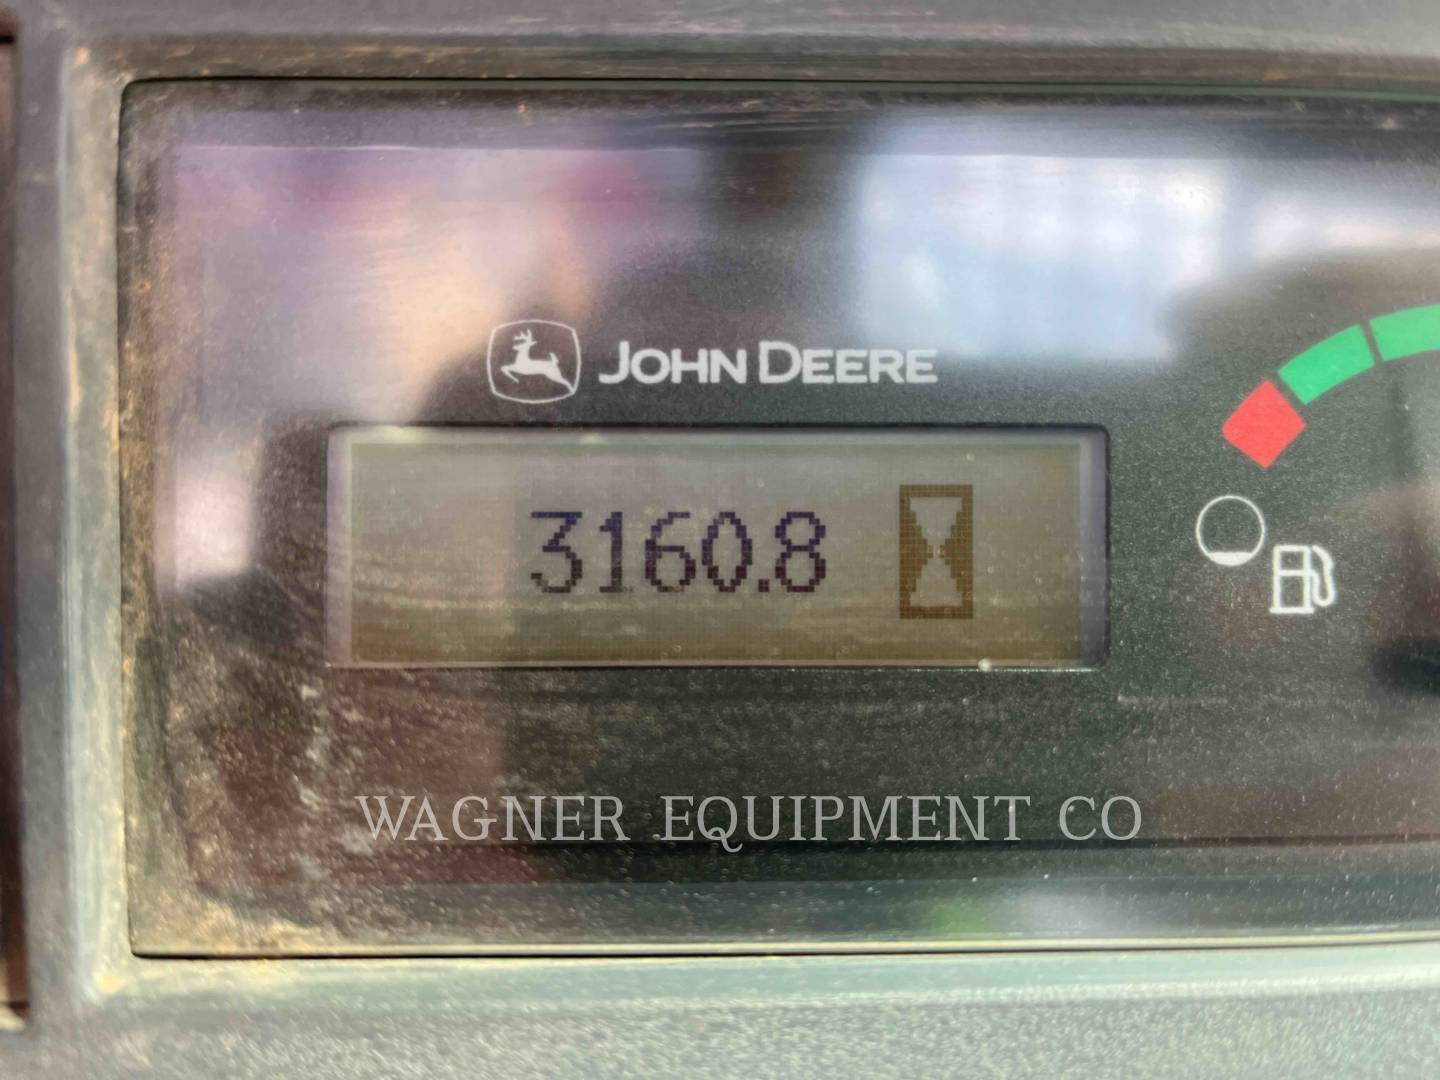 JOHN DEERE
3160.8
WAGNER EQUIPMENT CO